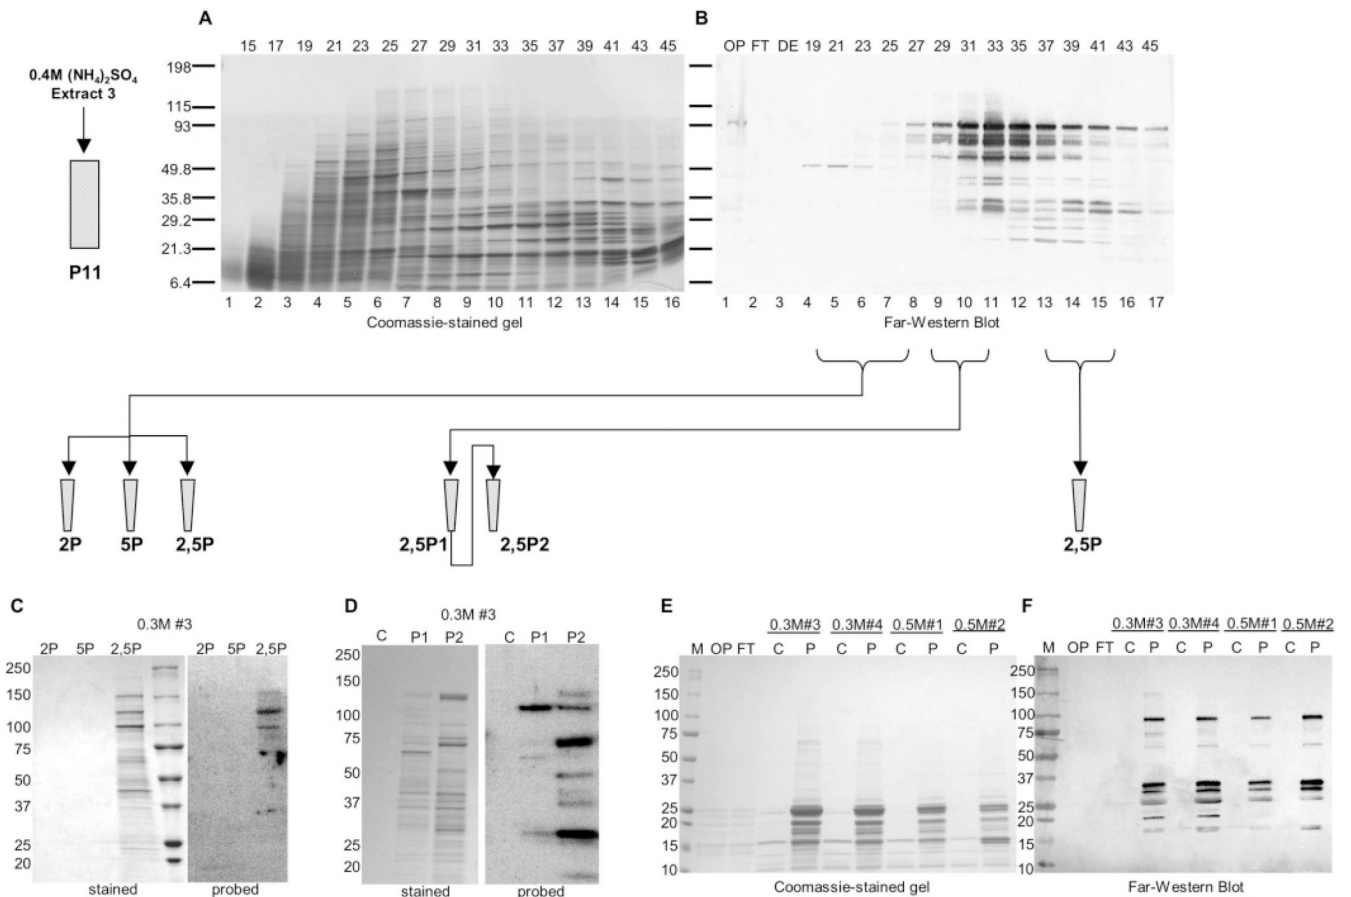 A
B
15 17 19 21 23 25 27 29 31 33 35 37 39 41 43 45
OP FT DE 19 21 23 25 27 29 31 33 35 37 39 41 43 45
0.4M (NH₄)₂SO₄
Extract 3
P11
198
115
93
49.8
35.8
29.2
21.3
6.4
1 2 3 4 5 6 7 8 9 10 11 12 13 14 15 16
1 2 3 4 5 6 7 8 9 10 11 12 13 14 15 16 17
Coomassie-stained gel
Far-Western Blot
2P 5P 2,5P
2,5P1 2,5P2
2,5P
C
0.3M #3
2P 5P 2,5P
2P 5P 2,5P
250
150
100
75
50
37
25
20
stained
probed
D
0.3M #3
C P1 P2
C P1 P2
250
150
100
75
50
37
25
20
stained
probed
E
0.3M#3 0.3M#4 0.5M#1 0.5M#2
M OP FT C P C P C P C P
250
150
100
75
50
37
25
20
15
10
Coomassie-stained gel
F
0.3M#3 0.3M#4 0.5M#1 0.5M#2
M OP FT C P C P C P C P
250
150
100
75
50
37
25
20
15
10
Far-Western Blot